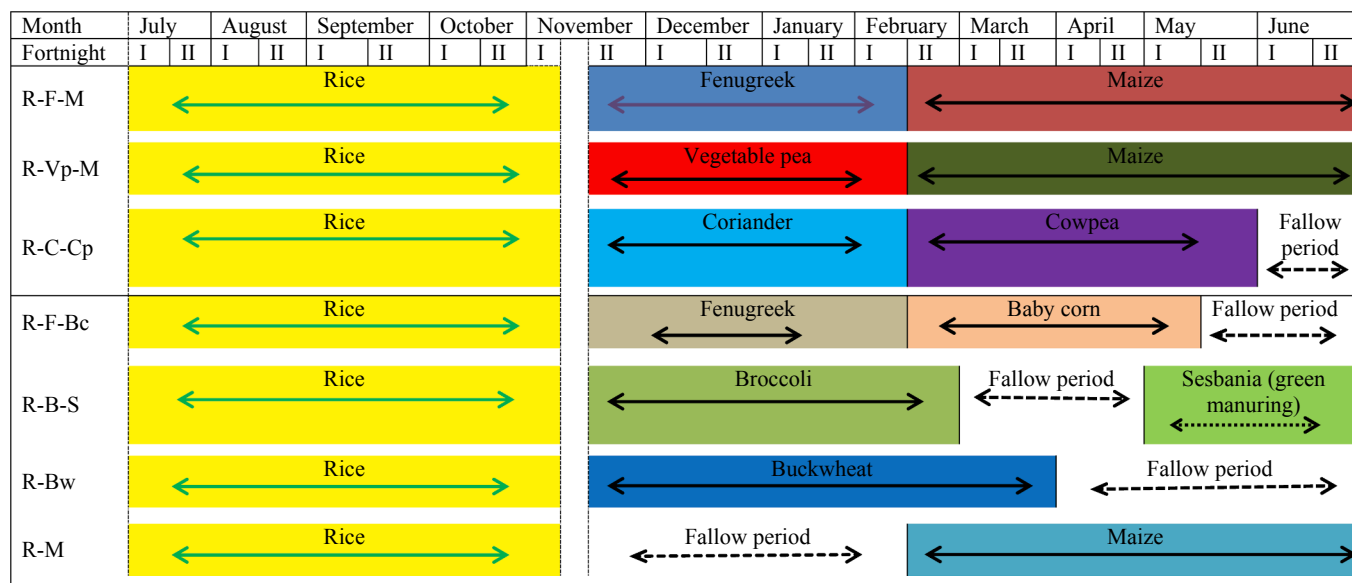 Month July August September October November December January February March April May June
Fortnight I II I II I II I II I II I II I II I II I II I II I II I II
R-F-M Rice Fenugreek Maize
R-Vp-M Rice Vegetable pea Maize
R-C-Cp Rice Coriander Cowpea Fallow
period
R-F-Bc Rice Fenugreek Baby corn Fallow period
R-B-S Rice Broccoli Fallow period Sesbania (green
manuring)
R-Bw Rice Buckwheat Fallow period
R-M Rice Fallow period Maize